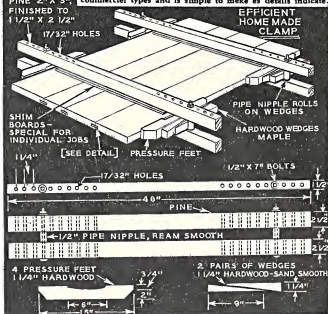 PINE 2"X 3",
FINISHED TO
1 1/2" X 2 1/2"
commercial types and is simple to make as details indicate.
EFFICIENT
HOME MADE
CLAMP
17/32" HOLES
SHIM
BOARDS-
SPECIAL FOR
INDIVIDUAL JOBS
[SEE DETAIL]
PRESSURE FEET
PIPE NIPPLE ROLLS
ON WEDGES
HARDWOOD WEDGES
MAPLE
1 1/4"
17/32" HOLES
1/2" X 7" BOLTS
1 1/2"
48"
PINE
2 1/2"
1/2" PIPE NIPPLE, REAM SMOOTH
2 1/2"
4 PRESSURE FEET
1 1/4" HARDWOOD
3/4"
2"
6"
15"
2 PAIRS OF WEDGES
1 1/4" HARDWOOD-SAND SMOOTH
1 1/4"
9"